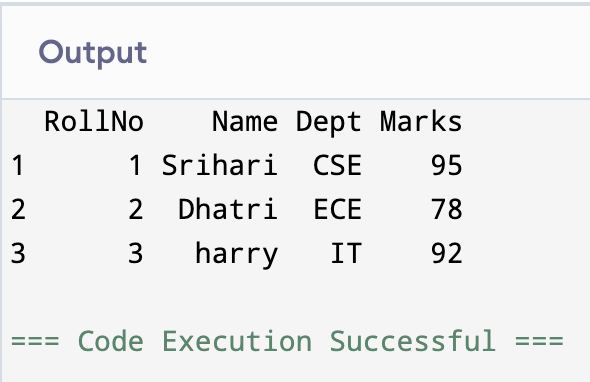 Output
  RollNo    Name Dept Marks
1      1 Srihari  CSE    95
2      2  Dhatri  ECE    78
3      3   harry   IT    92
=== Code Execution Successful ===